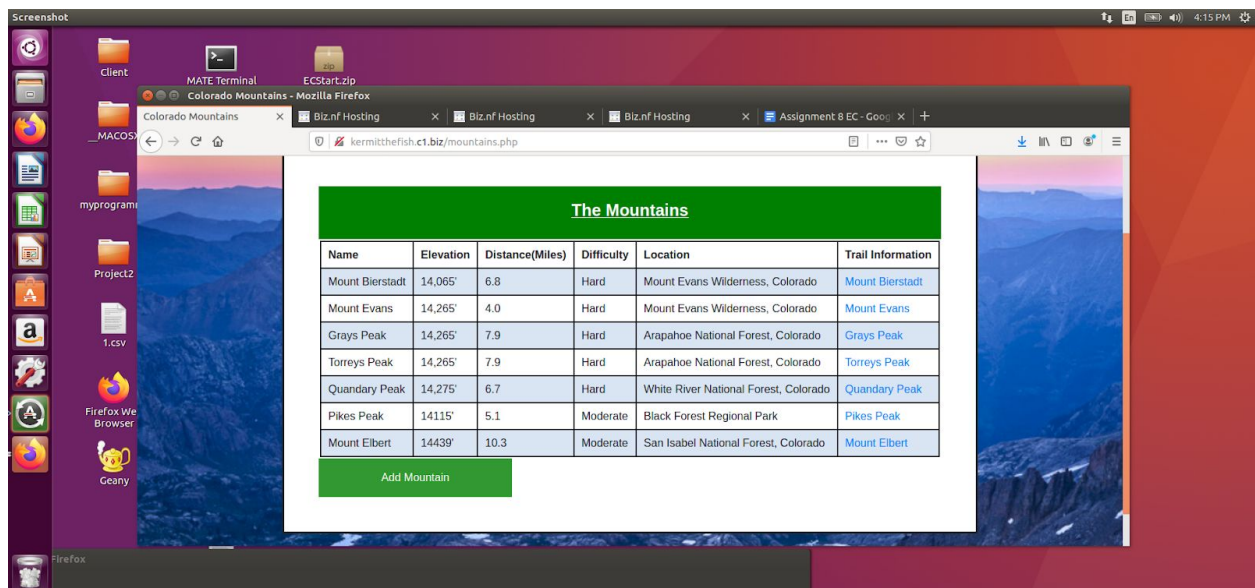 Screenshot
En
4:15 PM
Client
MATE Terminal
zip
ECStart.zip
Colorado Mountains - Mozilla Firefox
Colorado Mountains
Biz.nf Hosting
Biz.nf Hosting
Biz.nf Hosting
Assignment 8 EC - Goog
__MACOSX
kermitthefish.c1.biz/mountains.php
myprogrami
Project2
1.csv
Firefox We
Browser
Geany
The Mountains
Name Elevation Distance(Miles) Difficulty Location Trail Information
Mount Bierstadt 14,065' 6.8 Hard Mount Evans Wilderness, Colorado Mount Bierstadt
Mount Evans 14,265' 4.0 Hard Mount Evans Wilderness, Colorado Mount Evans
Grays Peak 14,265' 7.9 Hard Arapahoe National Forest, Colorado Grays Peak
Torreys Peak 14,265' 7.9 Hard Arapahoe National Forest, Colorado Torreys Peak
Quandary Peak 14,275' 6.7 Hard White River National Forest, Colorado Quandary Peak
Pikes Peak 14115' 5.1 Moderate Black Forest Regional Park Pikes Peak
Mount Elbert 14439' 10.3 Moderate San Isabel National Forest, Colorado Mount Elbert
Add Mountain
Firefox